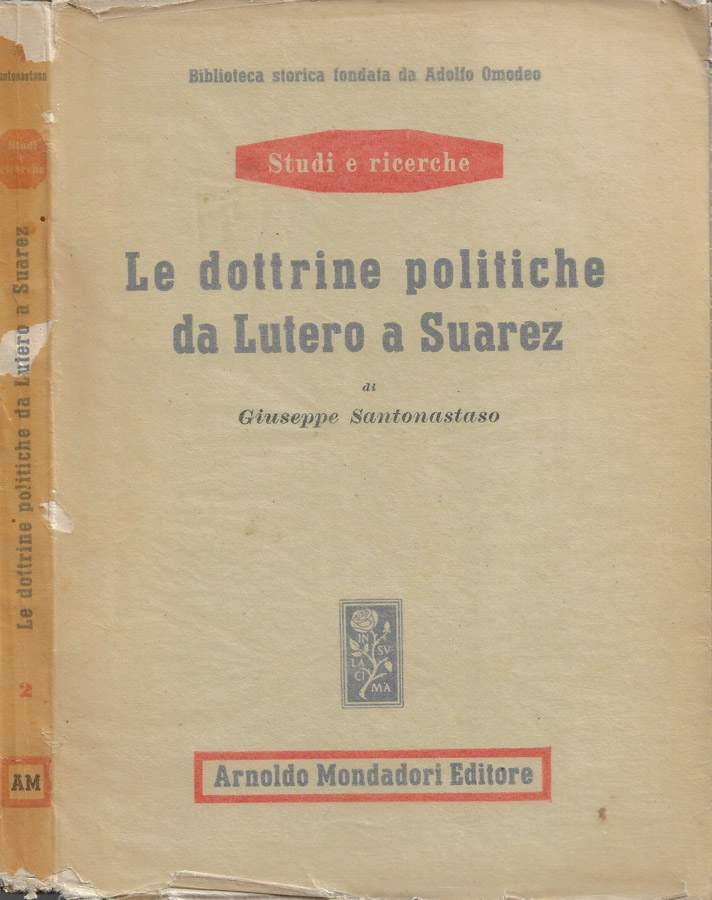 Biblioteca storica fondata da Adolfo Omodeo
Studi e ricerche
Le dottrine politiche
da Lutero a Suarez
di
Giuseppe Santonastaso
IN
SV
LA
CI
MA
Arnoldo Mondadori Editore
antonastaso
Studi
e
ricerche
Le dottrine politiche da Lutero a Suarez
2
AM